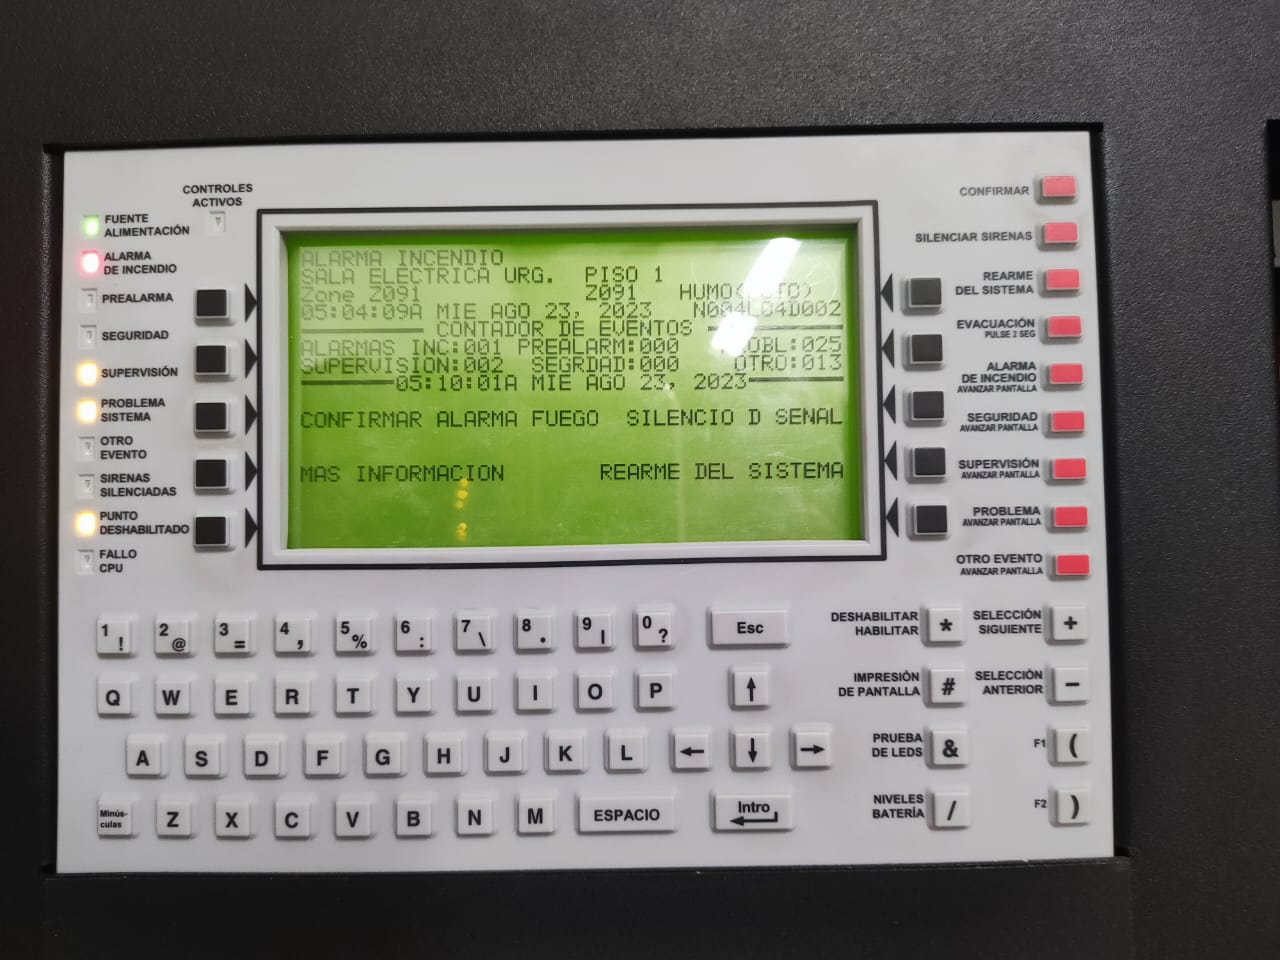 CONTROLES
ACTIVOS
FUENTE
ALIMENTACIÓN
ALARMA
DE INCENDIO
PREALARMA
SEGURIDAD
SUPERVISIÓN
PROBLEMA
SISTEMA
OTRO
EVENTO
SIRENAS
SILENCIADAS
PUNTO
DESHABILITADO
FALLO
CPU
ALARMA INCENDIO
SALA ELECTRICA URG. PISO 1
Zone Z091 Z091
05:04:09A MIE AGO 23, 2023 N004L04D002
CONTADOR DE EVENTOS
ALARMAS INC:001 PREALARM:000 :025
SUPERVISION:002 SEGRDAD:000 OTRO:013
05:10:01A MIE AGO 23, 2023
CONFIRMAR ALARMA FUEGO SILENCIO D SENAL
MAS INFORMACION REARME DEL SISTEMA
CONFIRMAR
SILENCIAR SIRENAS
REARME
DEL SISTEMA
EVACUACIÓN
PULSE 2 SEG
ALARMA
DE INCENDIO
AVANZAR PANTALLA
SEGURIDAD
AVANZAR PANTALLA
SUPERVISIÓN
AVANZAR PANTALLA
PROBLEMA
AVANZAR PANTALLA
OTRO EVENTO
AVANZAR PANTALLA
1 ! 2 @ 3 = 4 , 5 % 6 : 7 \ 8 . 9 | 0 ? Esc
Q W E R T Y U I O P ↑
A S D F G H J K L ← ↓ →
Minús-
culas Z X C V B N M ESPACIO Intro
DESHABILITAR
HABILITAR *
SELECCIÓN
SIGUIENTE +
IMPRESIÓN
DE PANTALLA #
SELECCIÓN
ANTERIOR −
PRUEBA
DE LEDS &
F1 (
NIVELES
BATERÍA /
F2 )